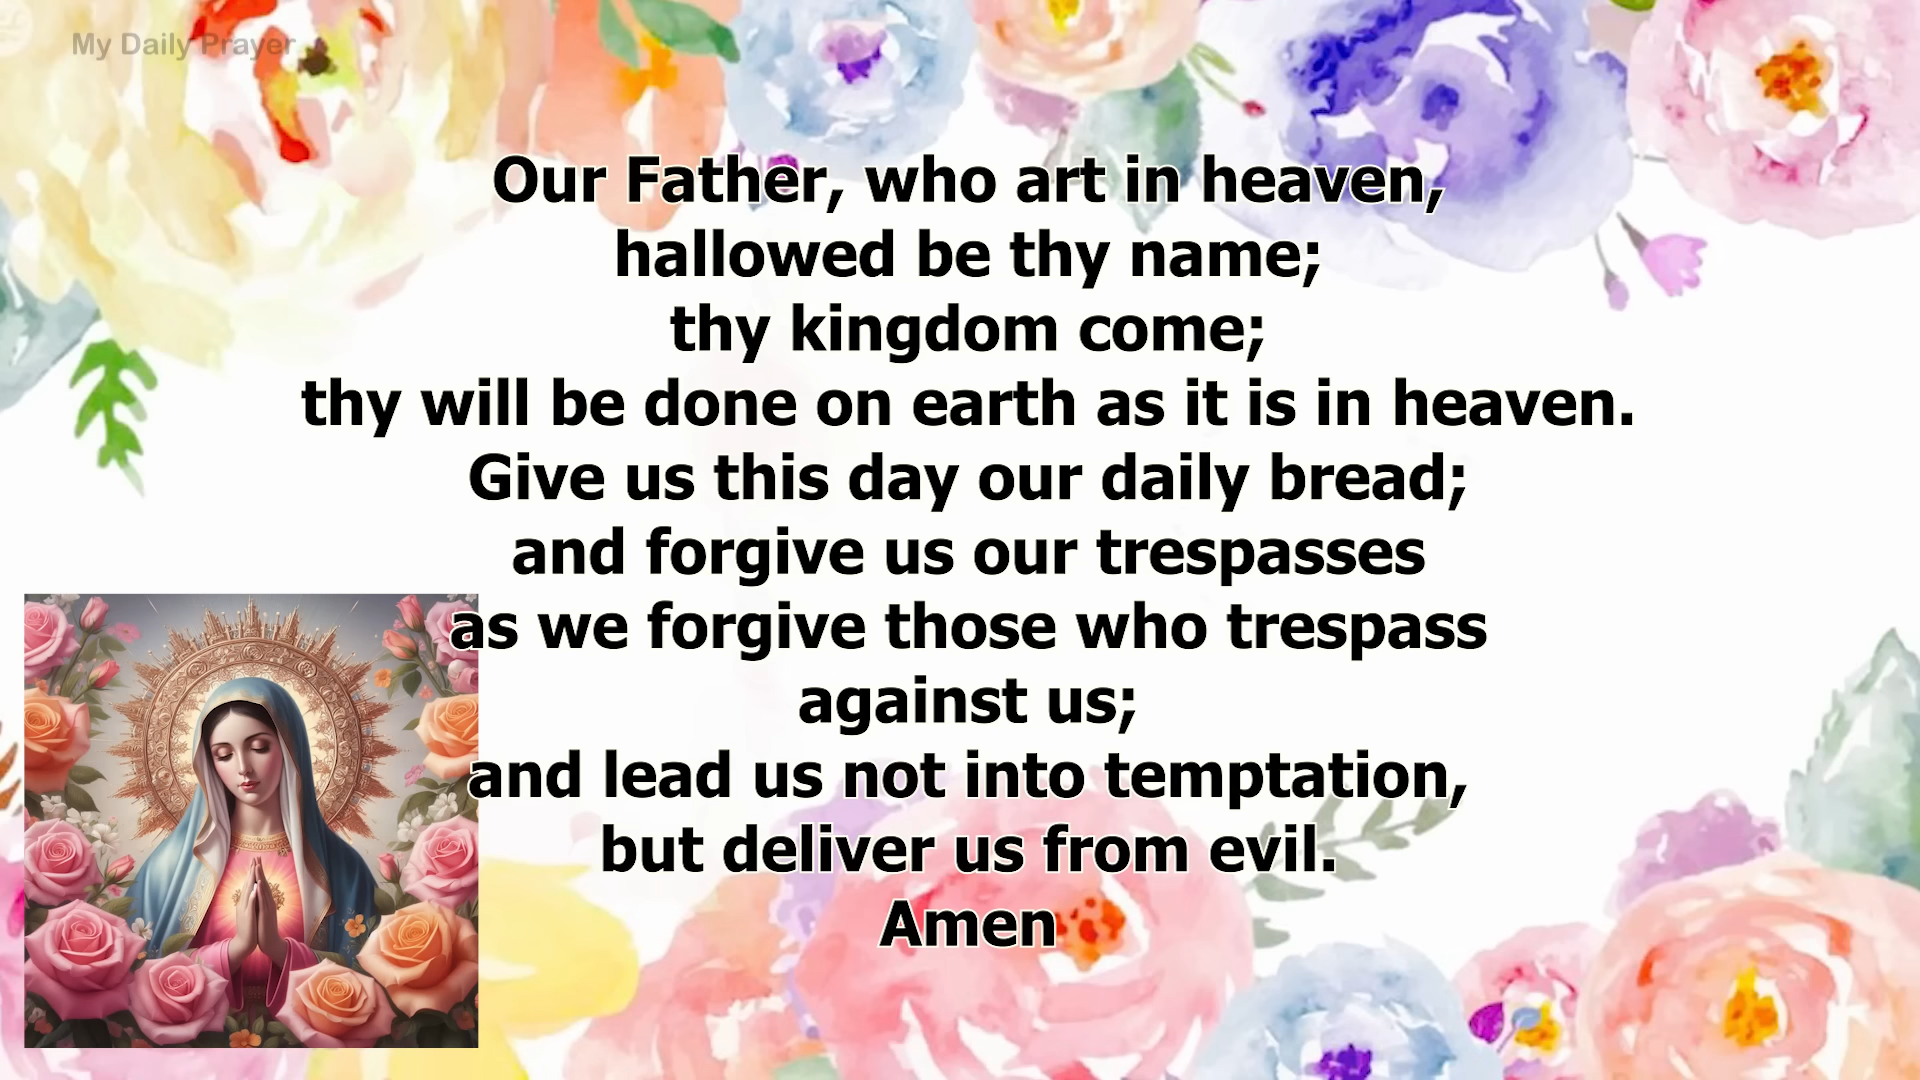 My Daily Prayer
Our Father, who art in heaven,
hallowed be thy name;
thy kingdom come;
thy will be done on earth as it is in heaven.
Give us this day our daily bread;
and forgive us our trespasses
as we forgive those who trespass
against us;
and lead us not into temptation,
but deliver us from evil.
Amen